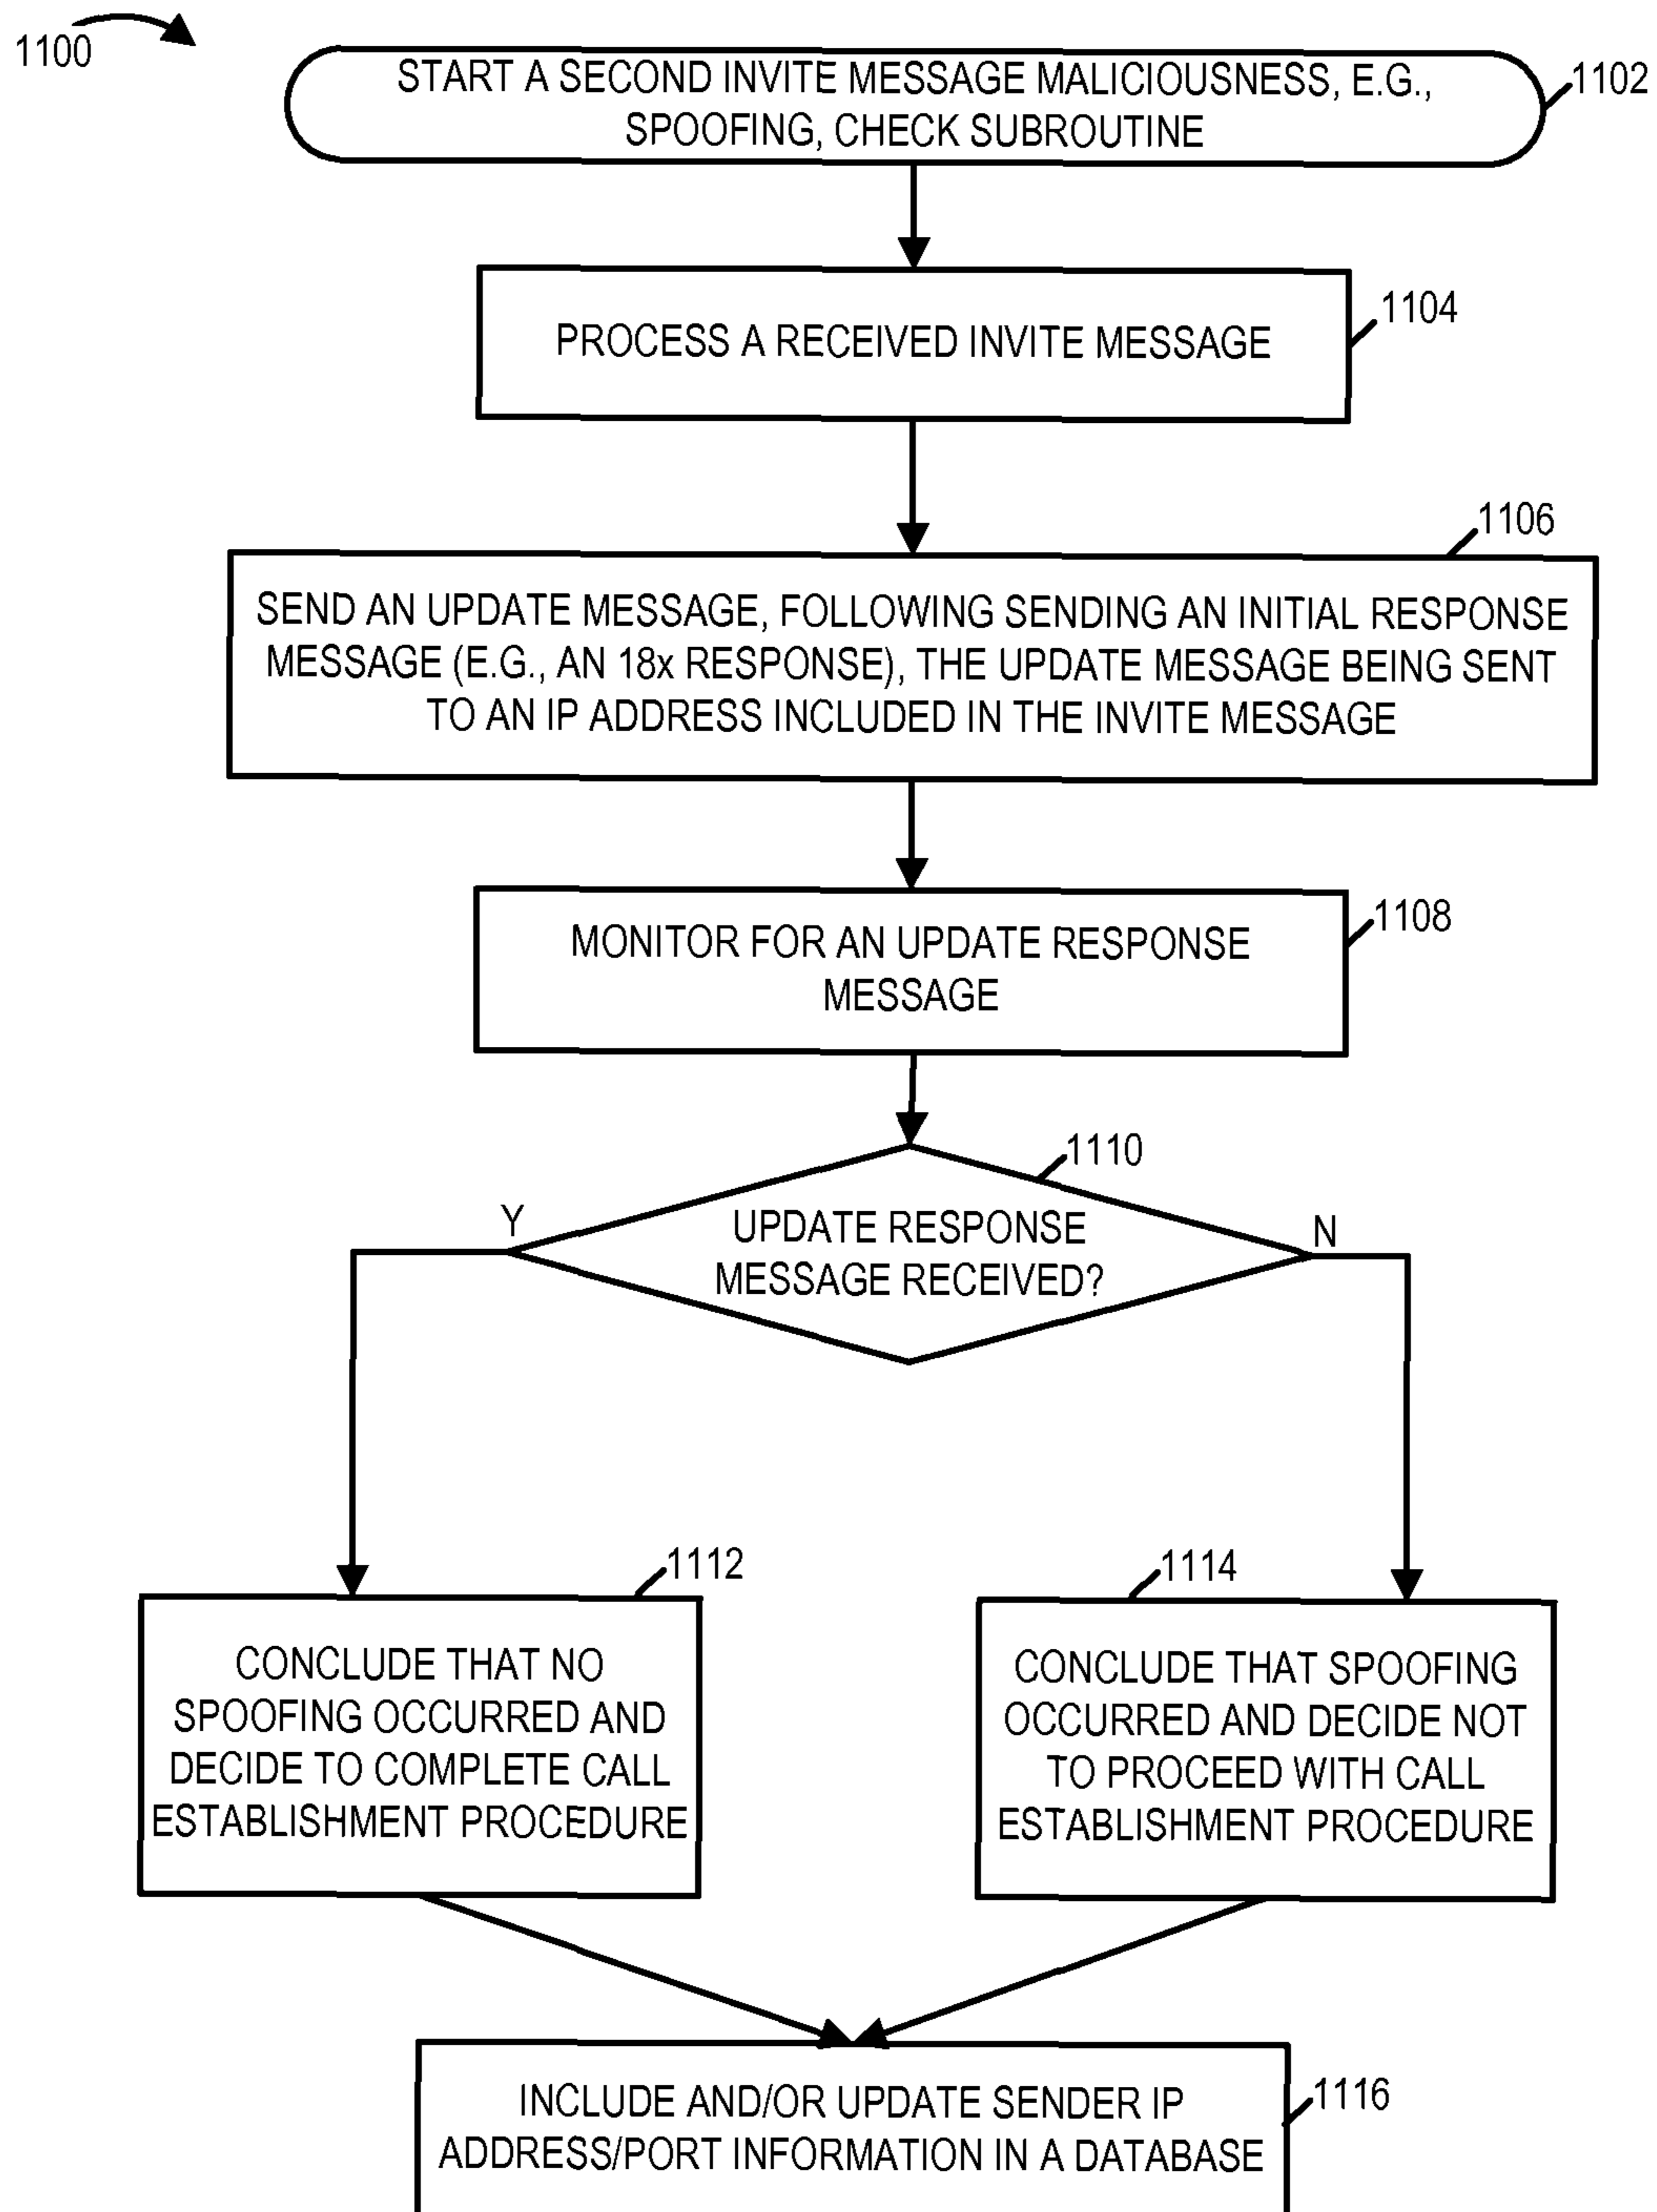 1100
START A SECOND INVITE MESSAGE MALICIOUSNESS, E.G.,
SPOOFING, CHECK SUBROUTINE
1102
PROCESS A RECEIVED INVITE MESSAGE
1104
1106
SEND AN UPDATE MESSAGE, FOLLOWING SENDING AN INITIAL RESPONSE
MESSAGE (E.G., AN 18x RESPONSE), THE UPDATE MESSAGE BEING SENT
TO AN IP ADDRESS INCLUDED IN THE INVITE MESSAGE
MONITOR FOR AN UPDATE RESPONSE
MESSAGE
1108
1110
Y
UPDATE RESPONSE
MESSAGE RECEIVED?
N
1112
CONCLUDE THAT NO
SPOOFING OCCURRED AND
DECIDE TO COMPLETE CALL
ESTABLISHMENT PROCEDURE
1114
CONCLUDE THAT SPOOFING
OCCURRED AND DECIDE NOT
TO PROCEED WITH CALL
ESTABLISHMENT PROCEDURE
INCLUDE AND/OR UPDATE SENDER IP
ADDRESS/PORT INFORMATION IN A DATABASE
1116